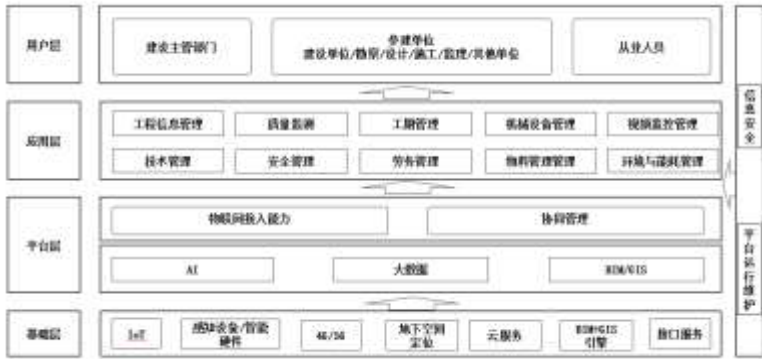 用户层
建设主管部门
参建单位
建设单位/勘察/设计/施工/监理/其他单位
从业人员
应用层
工程信息管理
质量监测
工期管理
机械设备管理
视频监控管理
技术管理
安全管理
劳务管理
物料管理管理
环境与能耗管理
平台层
物联网接入能力
协同管理
AI
大数据
BIM/GIS
基础层
IoT
感知设备/智能
硬件
4G/5G
地下空间
定位
云服务
BIM+GIS
引擎
接口服务
信息安全
平台运行维护